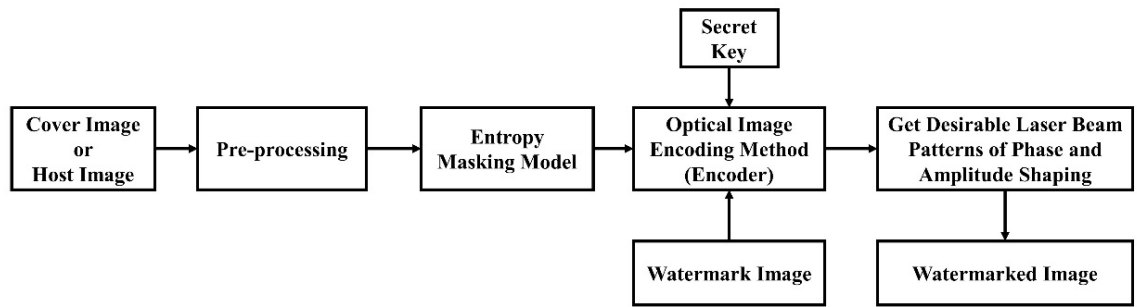 Secret
Key
Cover Image
or
Host Image
Pre-processing
Entropy
Masking Model
Optical Image
Encoding Method
(Encoder)
Get Desirable Laser Beam
Patterns of Phase and
Amplitude Shaping
Watermark Image
Watermarked Image